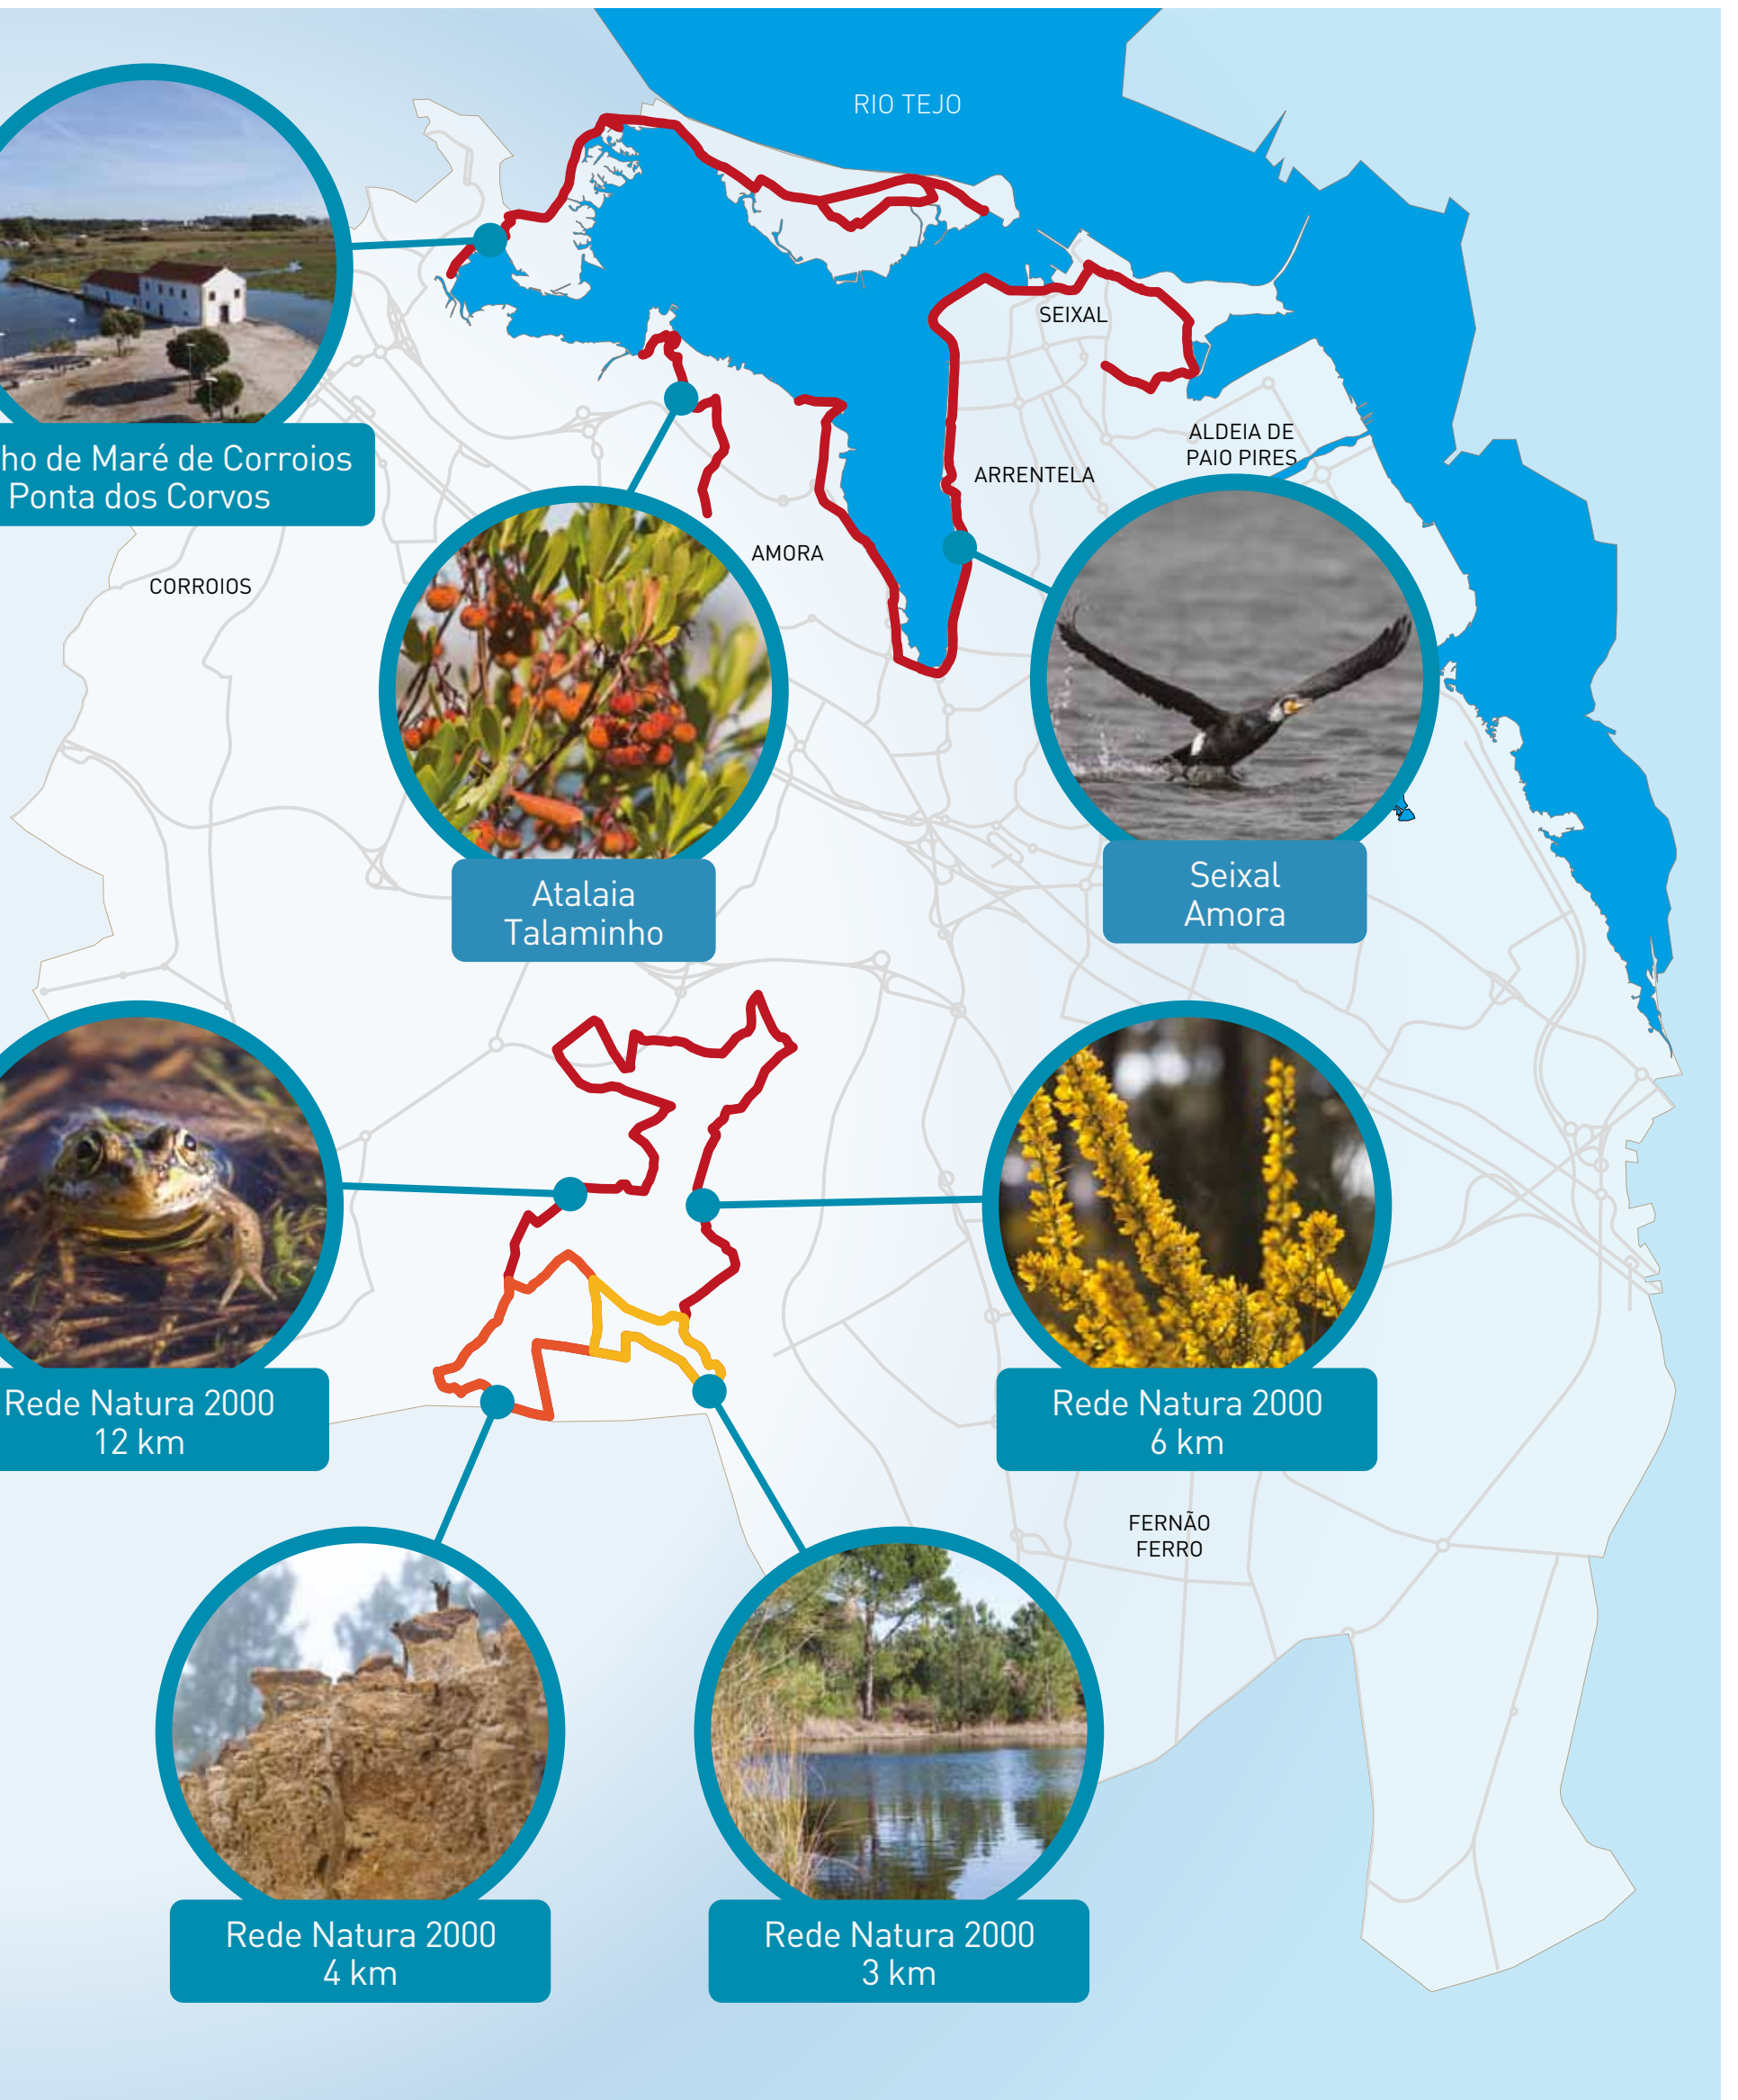 RIO TEJO
SEIXAL
ho de Maré de Corroios
Ponta dos Corvos
ALDEIA DE
PAIO PIRES
ARRENTELA
AMORA
CORROIOS
Atalaia
Talaminho
Seixal
Amora
Rede Natura 2000
12 km
Rede Natura 2000
6 km
FERNÃO
FERRO
Rede Natura 2000
4 km
Rede Natura 2000
3 km